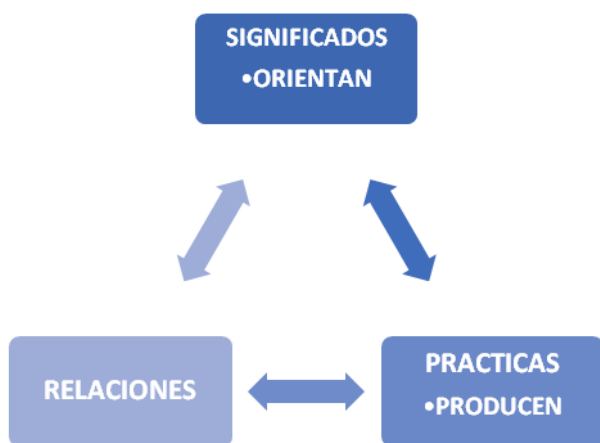 SIGNIFICADOS
•ORIENTAN
RELACIONES
PRACTICAS
•PRODUCEN